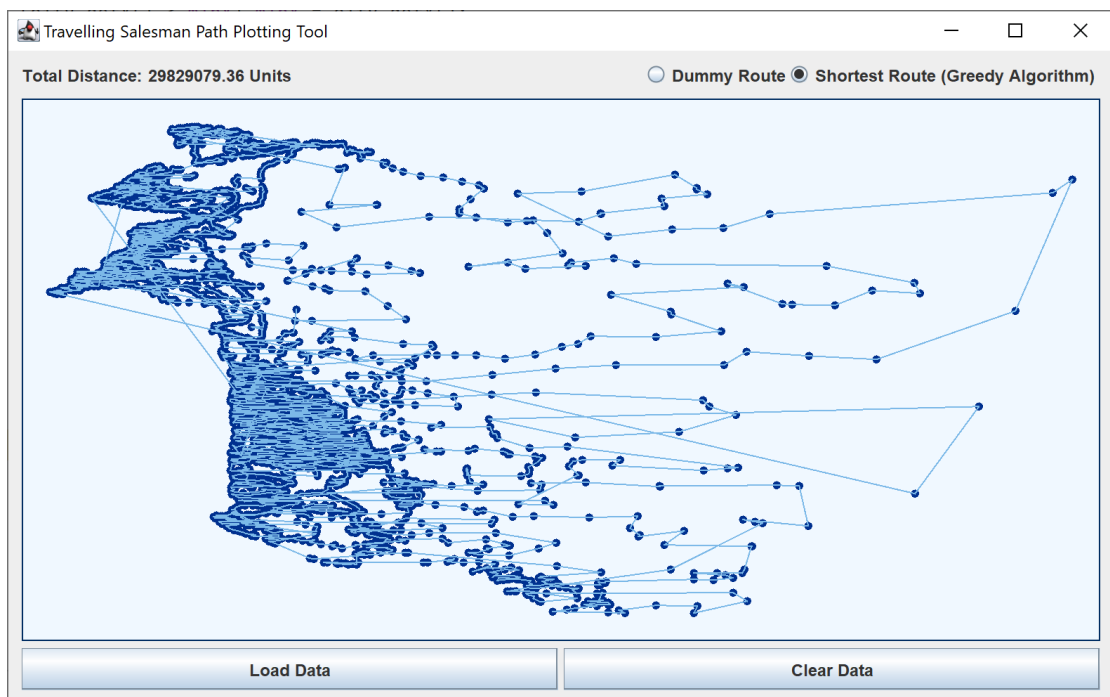 Travelling Salesman Path Plotting Tool
Total Distance: 29829079.36 Units
Dummy Route
Shortest Route (Greedy Algorithm)
Load Data
Clear Data